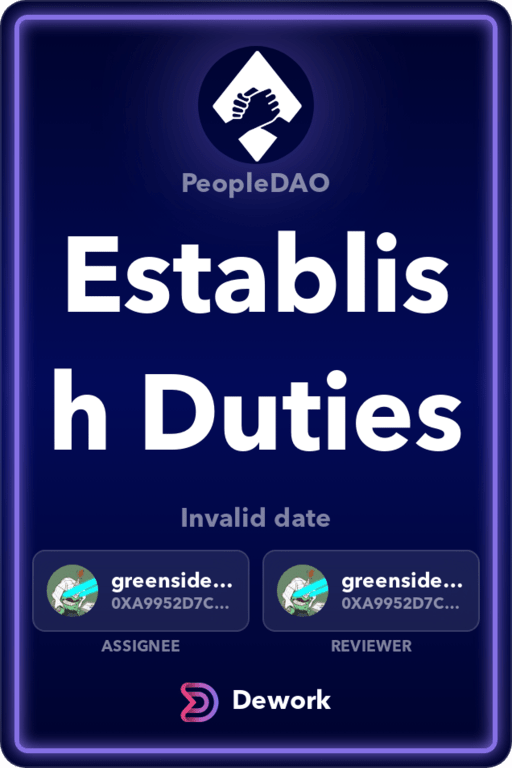 PeopleDAO
Establis
h Duties
Invalid date
greenside... greenside...
0XA9952D7C... 0XA9952D7C...
ASSIGNEE REVIEWER
Dework